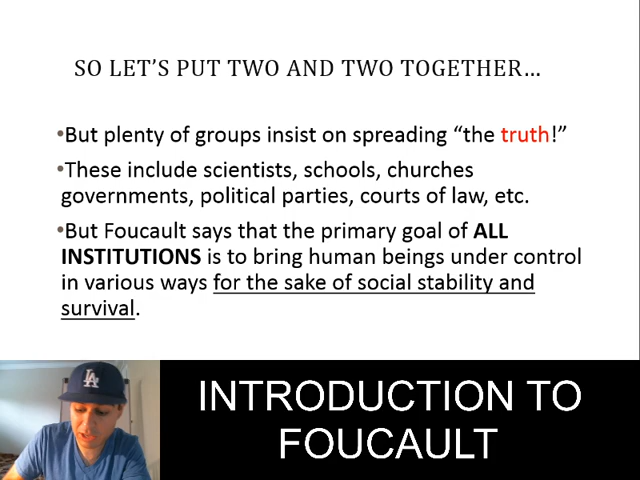 SO LET'S PUT TWO AND TWO TOGETHER…
•But plenty of groups insist on spreading “the truth!”
•These include scientists, schools, churches
governments, political parties, courts of law, etc.
•But Foucault says that the primary goal of ALL
INSTITUTIONS is to bring human beings under control
in various ways for the sake of social stability and
survival.
LA
INTRODUCTION TO
FOUCAULT